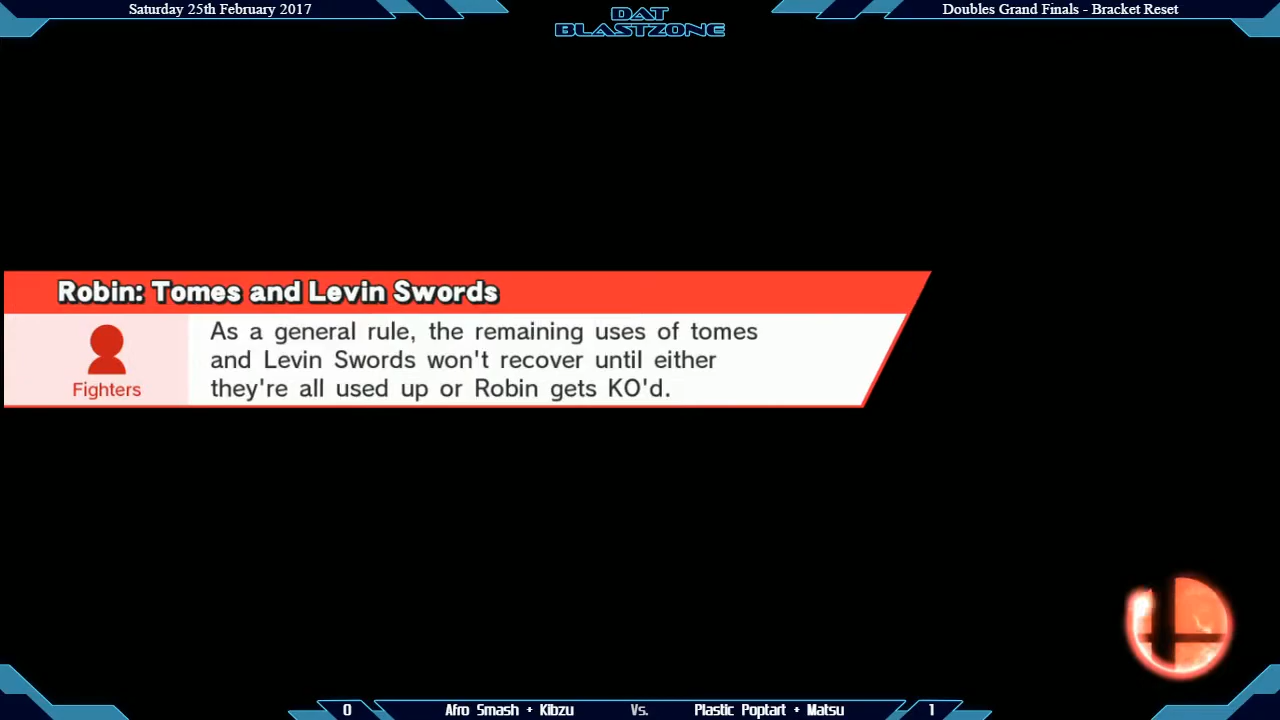 Saturday 25th February 2017
DAT
BLASTZONE
Doubles Grand Finals - Bracket Reset
Robin: Tomes and Levin Swords
As a general rule, the remaining uses of tomes
and Levin Swords won't recover until either
they're all used up or Robin gets KO'd.
Fighters
0 Afro Smash + Kibzu Vs. Plastic Poptart + Matsu 1